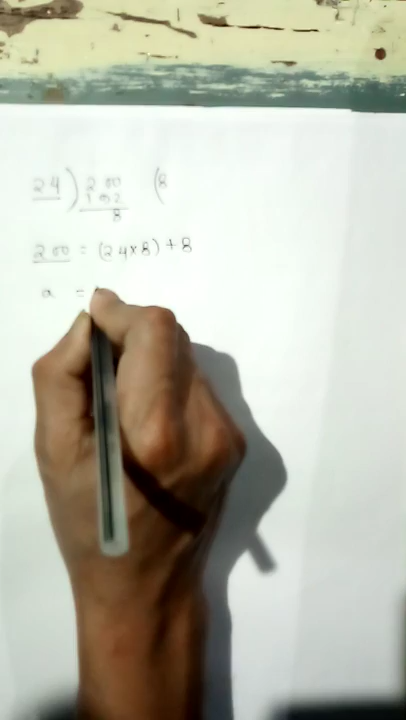 24 ) 200 ( 8
192
8
200 = (24×8) + 8
a =